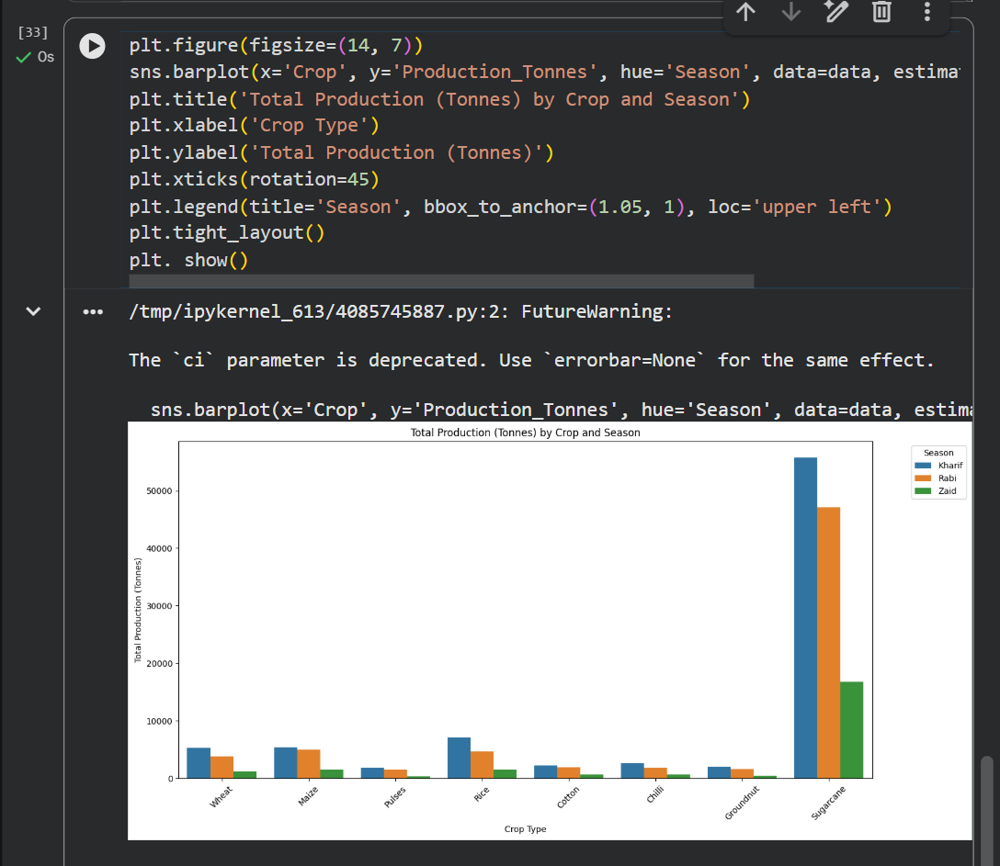 [33]
0s
plt.figure(figsize=(14, 7))
sns.barplot(x='Crop', y='Production_Tonnes', hue='Season', data=data, estimat
plt.title('Total Production (Tonnes) by Crop and Season')
plt.xlabel('Crop Type')
plt.ylabel('Total Production (Tonnes)')
plt.xticks(rotation=45)
plt.legend(title='Season', bbox_to_anchor=(1.05, 1), loc='upper left')
plt.tight_layout()
plt. show()
/tmp/ipykernel_613/4085745887.py:2: FutureWarning:
The `ci` parameter is deprecated. Use `errorbar=None` for the same effect.
sns.barplot(x='Crop', y='Production_Tonnes', hue='Season', data=data, estima
Total Production (Tonnes) by Crop and Season
Season
Kharif
Rabi
Zaid
Total Production (Tonnes)
50000
40000
30000
20000
10000
0
Wheat
Maize
Pulses
Rice
Cotton
Chilli
Groundnut
Sugarcane
Crop Type